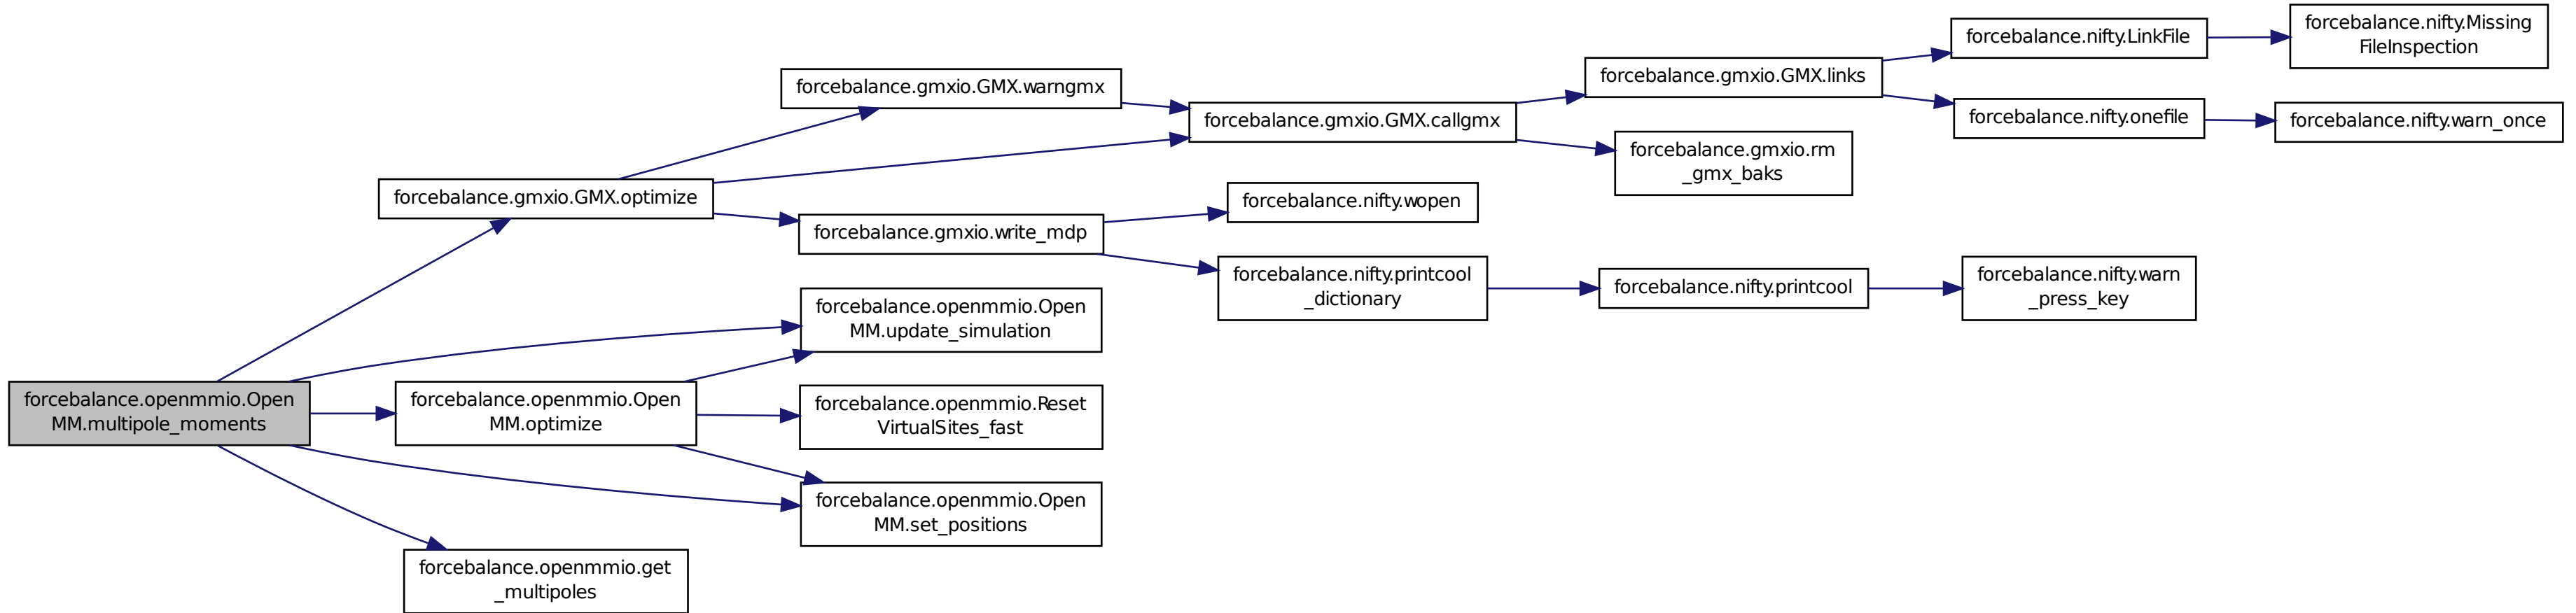 forcebalance.openmmio.Open
MM.multipole_moments
forcebalance.gmxio.GMX.optimize
forcebalance.gmxio.GMX.warngmx
forcebalance.gmxio.GMX.callgmx
forcebalance.gmxio.GMX.links
forcebalance.nifty.LinkFile
forcebalance.nifty.Missing
FileInspection
forcebalance.nifty.onefile
forcebalance.nifty.warn_once
forcebalance.gmxio.rm
_gmx_baks
forcebalance.gmxio.write_mdp
forcebalance.nifty.wopen
forcebalance.nifty.printcool
_dictionary
forcebalance.nifty.printcool
forcebalance.nifty.warn
_press_key
forcebalance.openmmio.Open
MM.update_simulation
forcebalance.openmmio.Open
MM.optimize
forcebalance.openmmio.Reset
VirtualSites_fast
forcebalance.openmmio.Open
MM.set_positions
forcebalance.openmmio.get
_multipoles